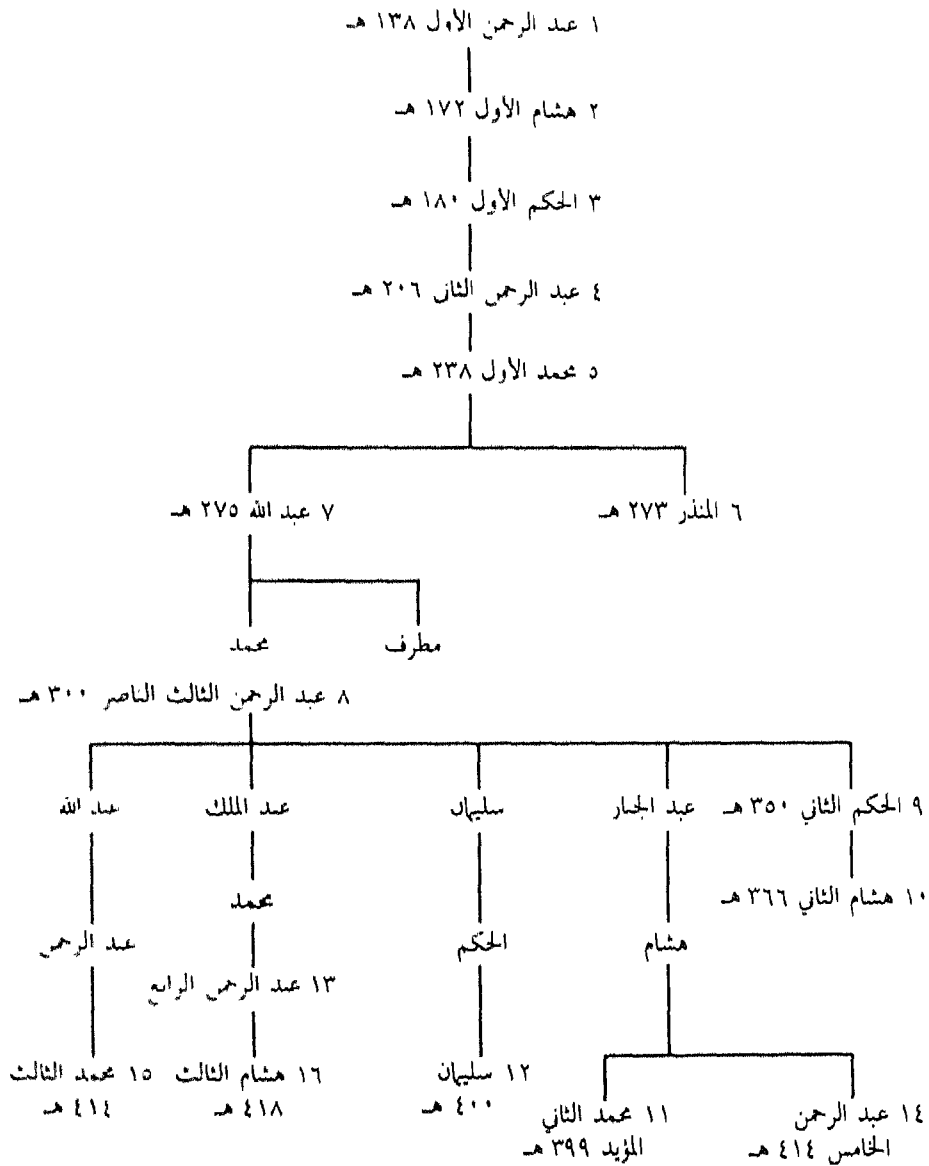 ١ عبد الرحمن الأول ١٣٨ هـ
٢ هشام الأول ١٧٢ هـ
٣ الحكم الأول ١٨٠ هـ
٤ عبد الرحمن الثاني ٢٠٦ هـ
٥ محمد الأول ٢٣٨ هـ
٦ المنذر ٢٧٣ هـ
٧ عبد الله ٢٧٥ هـ
مطرف
محمد
٨ عبد الرحمن الثالث الناصر ٣٠٠ هـ
٩ الحكم الثاني ٣٥٠ هـ
عبد الجبار
سليمان
عبد الملك
عبد الله
١٠ هشام الثاني ٣٦٦ هـ
محمد
هشام
الحكم
عبد الرحمن
١٣ عبد الرحمن الرابع
١٢ سليمان
٤٠٠ هـ
١٦ هشام الثالث
٤١٨ هـ
١٥ محمد الثالث
٤١٤ هـ
١٤ عبد الرحمن
الخامس ٤١٤ هـ
١١ محمد الثاني
المؤيد ٣٩٩ هـ